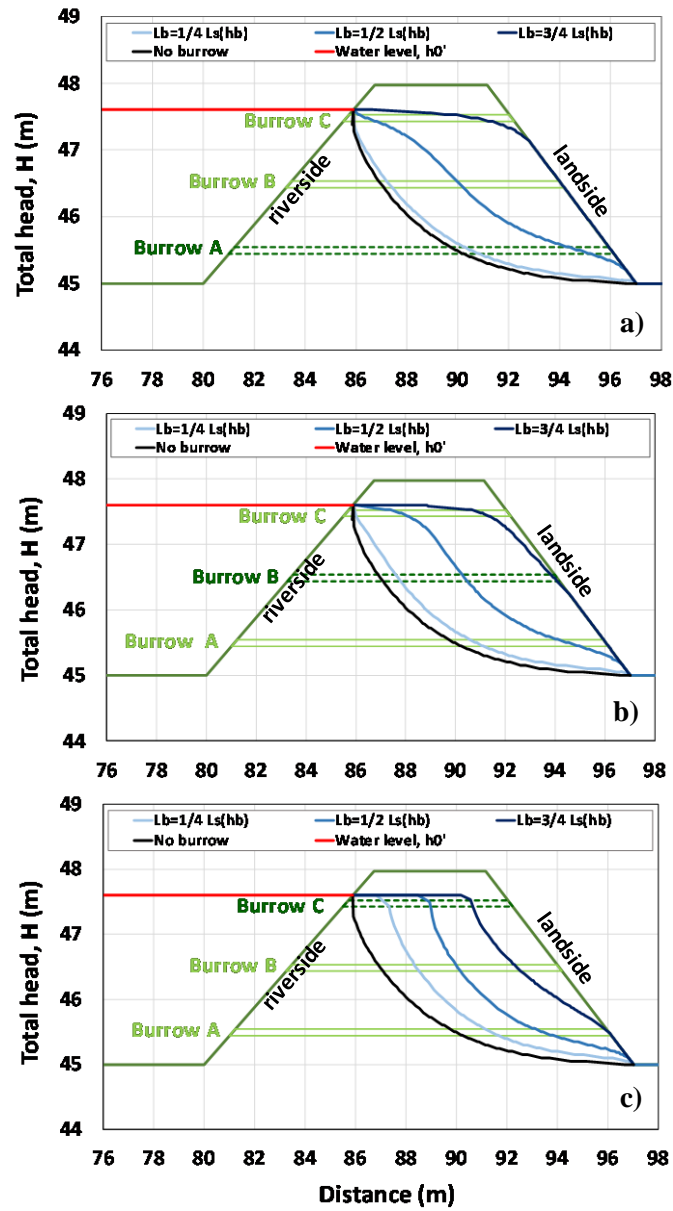 Lb=1/4 Ls(hb) Lb=1/2 Ls(hb) Lb=3/4 Ls(hb)
No burrow Water level, h0'
Total head, H (m)
49
48
47
46
45
44
Burrow C
Burrow B
Burrow A
riverside
landside
a)
76 78 80 82 84 86 88 90 92 94 96 98
Lb=1/4 Ls(hb) Lb=1/2 Ls(hb) Lb=3/4 Ls(hb)
No burrow Water level, h0'
Total head, H (m)
49
48
47
46
45
44
Burrow C
Burrow B
Burrow A
riverside
landside
b)
76 78 80 82 84 86 88 90 92 94 96 98
Lb=1/4 Ls(hb) Lb=1/2 Ls(hb) Lb=3/4 Ls(hb)
No burrow Water level, h0'
Total head, H (m)
49
48
47
46
45
44
Burrow C
Burrow B
Burrow A
riverside
landside
c)
76 78 80 82 84 86 88 90 92 94 96 98
Distance (m)